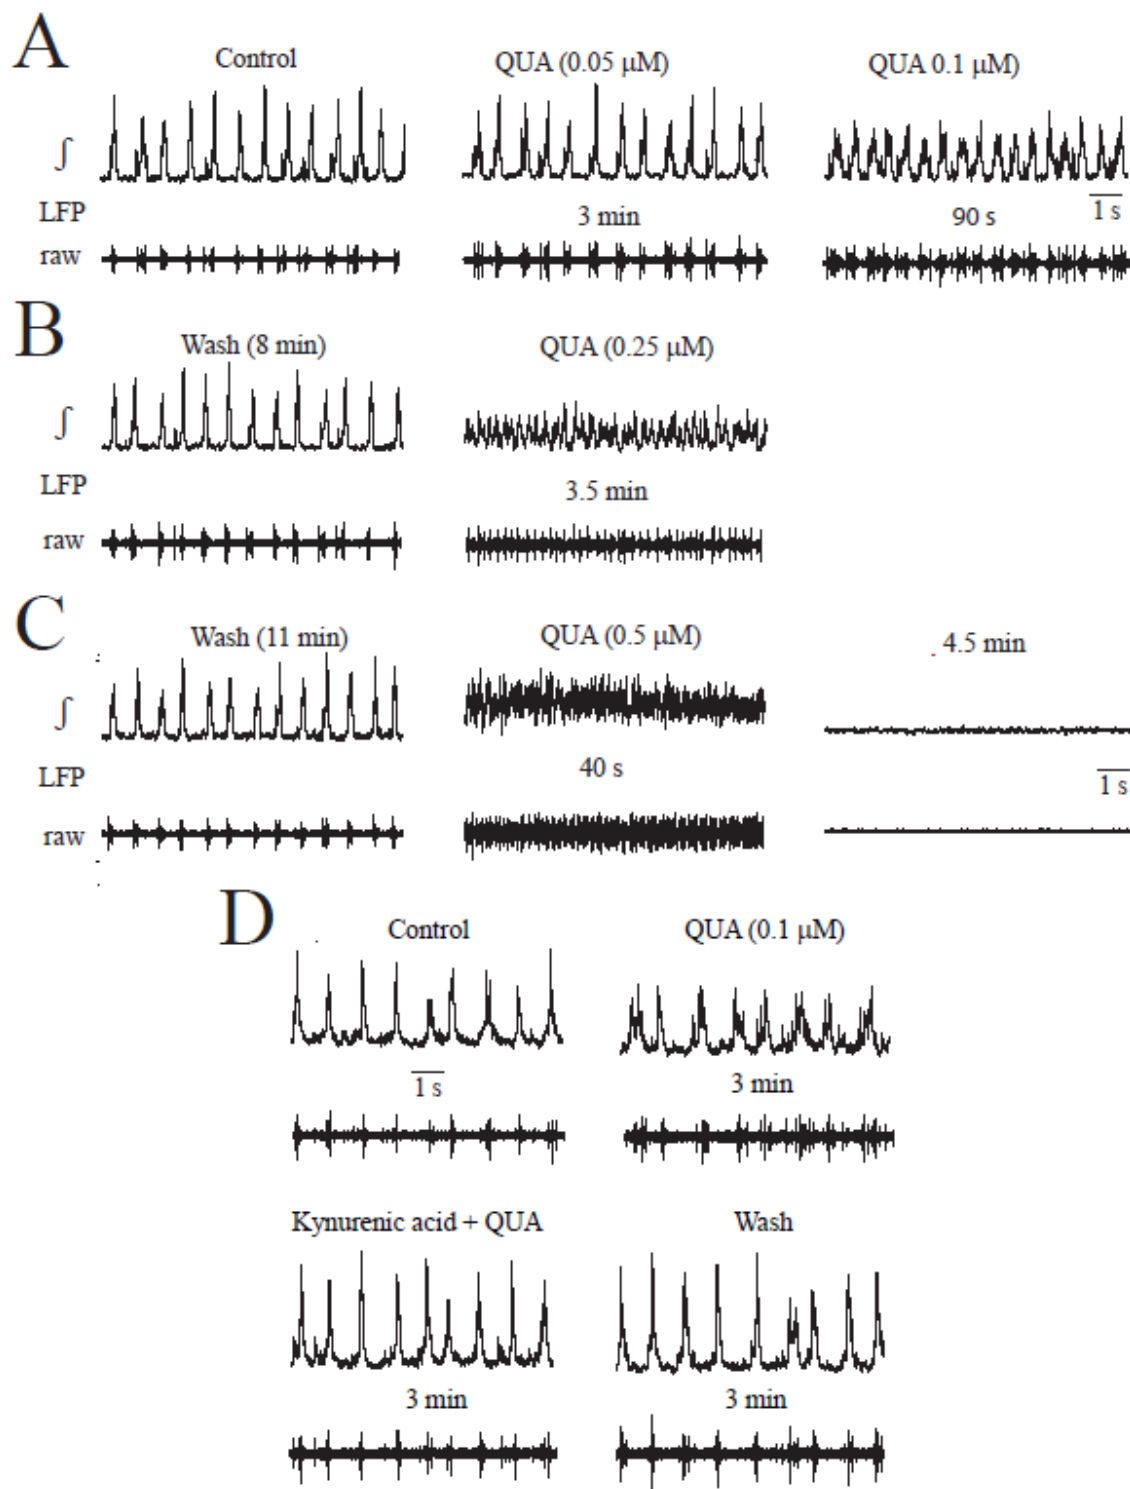 A
Control
QUA (0.05 μM)
QUA 0.1 μM)
∫
LFP
3 min
90 s
1 s
raw
B
Wash (8 min)
QUA (0.25 μM)
∫
LFP
3.5 min
raw
C
Wash (11 min)
QUA (0.5 μM)
4.5 min
∫
LFP
40 s
1 s
raw
D
Control
QUA (0.1 μM)
1 s
3 min
Kynurenic acid + QUA
Wash
3 min
3 min